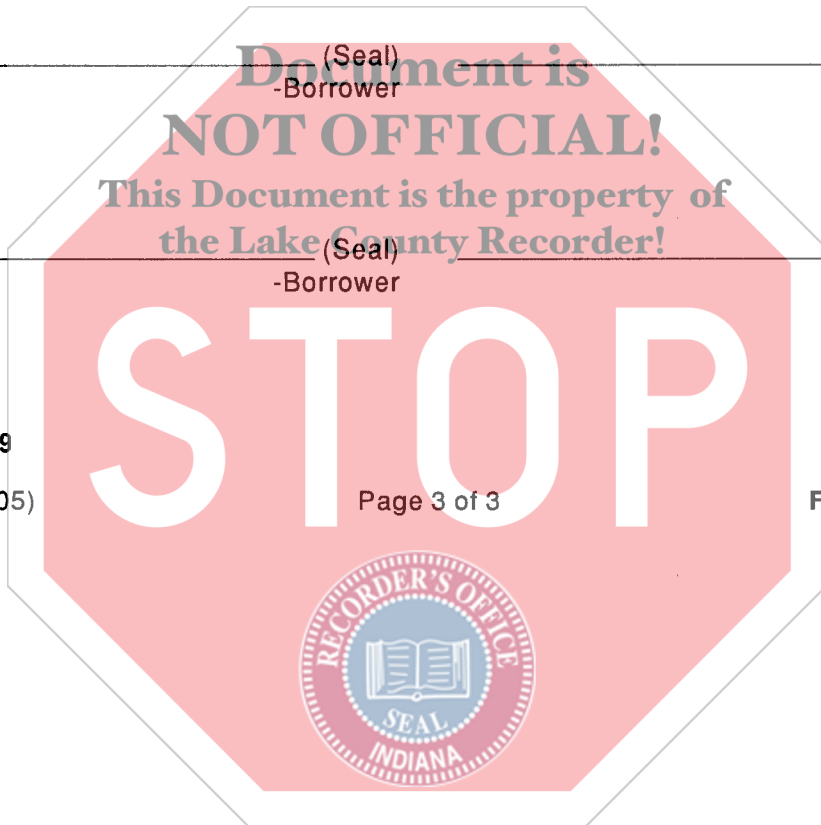 (Seal)
Document is
-Borrower
NOT OFFICIAL!
This Document is the property of
the Lake County Recorder!
(Seal)
-Borrower
STOP
9
05)
Page 3 of 3
F
RECORDER'S OFFICE
SEAL
INDIANA